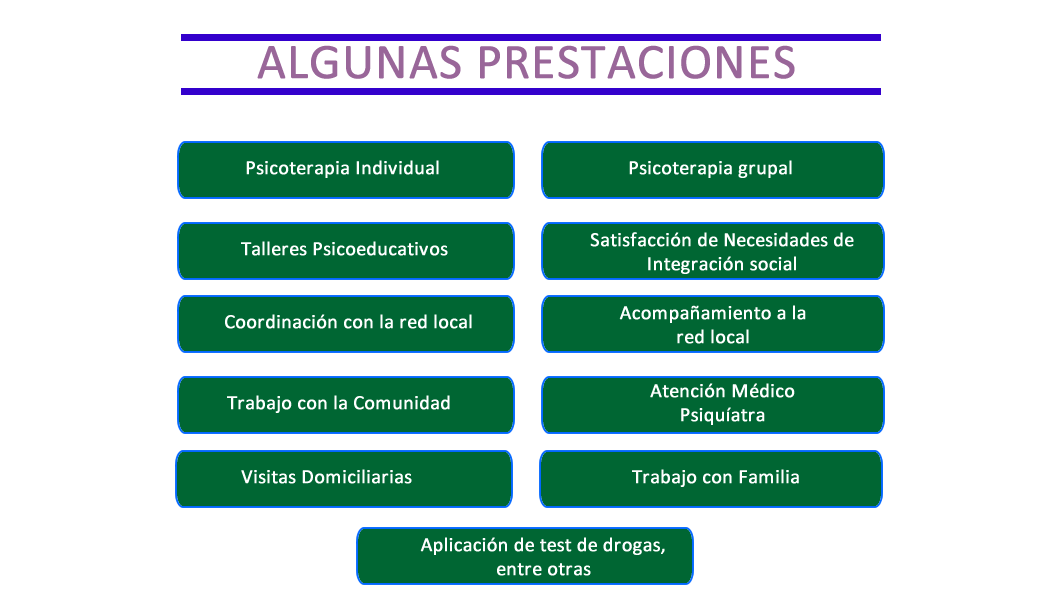 ALGUNAS PRESTACIONES
Psicoterapia Individual
Psicoterapia grupal
Talleres Psicoeducativos
Satisfacción de Necesidades de
Integración social
Coordinación con la red local
Acompañamiento a la
red local
Trabajo con la Comunidad
Atención Médico
Psiquíatra
Visitas Domiciliarias
Trabajo con Familia
Aplicación de test de drogas,
entre otras